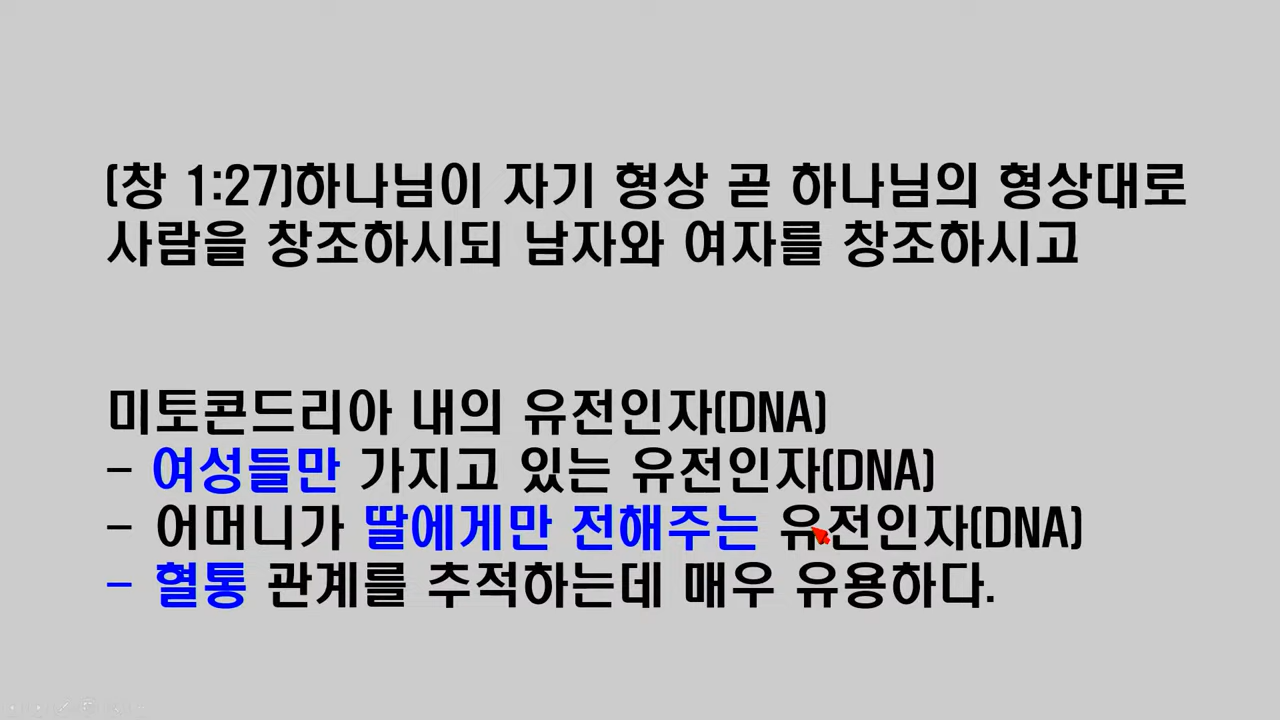 (창 1:27)하나님이 자기 형상 곧 하나님의 형상대로
사람을 창조하시되 남자와 여자를 창조하시고
미토콘드리아 내의 유전인자(DNA)
- 여성들만 가지고 있는 유전인자(DNA)
- 어머니가 딸에게만 전해주는 유전인자(DNA)
- 혈통 관계를 추적하는데 매우 유용하다.